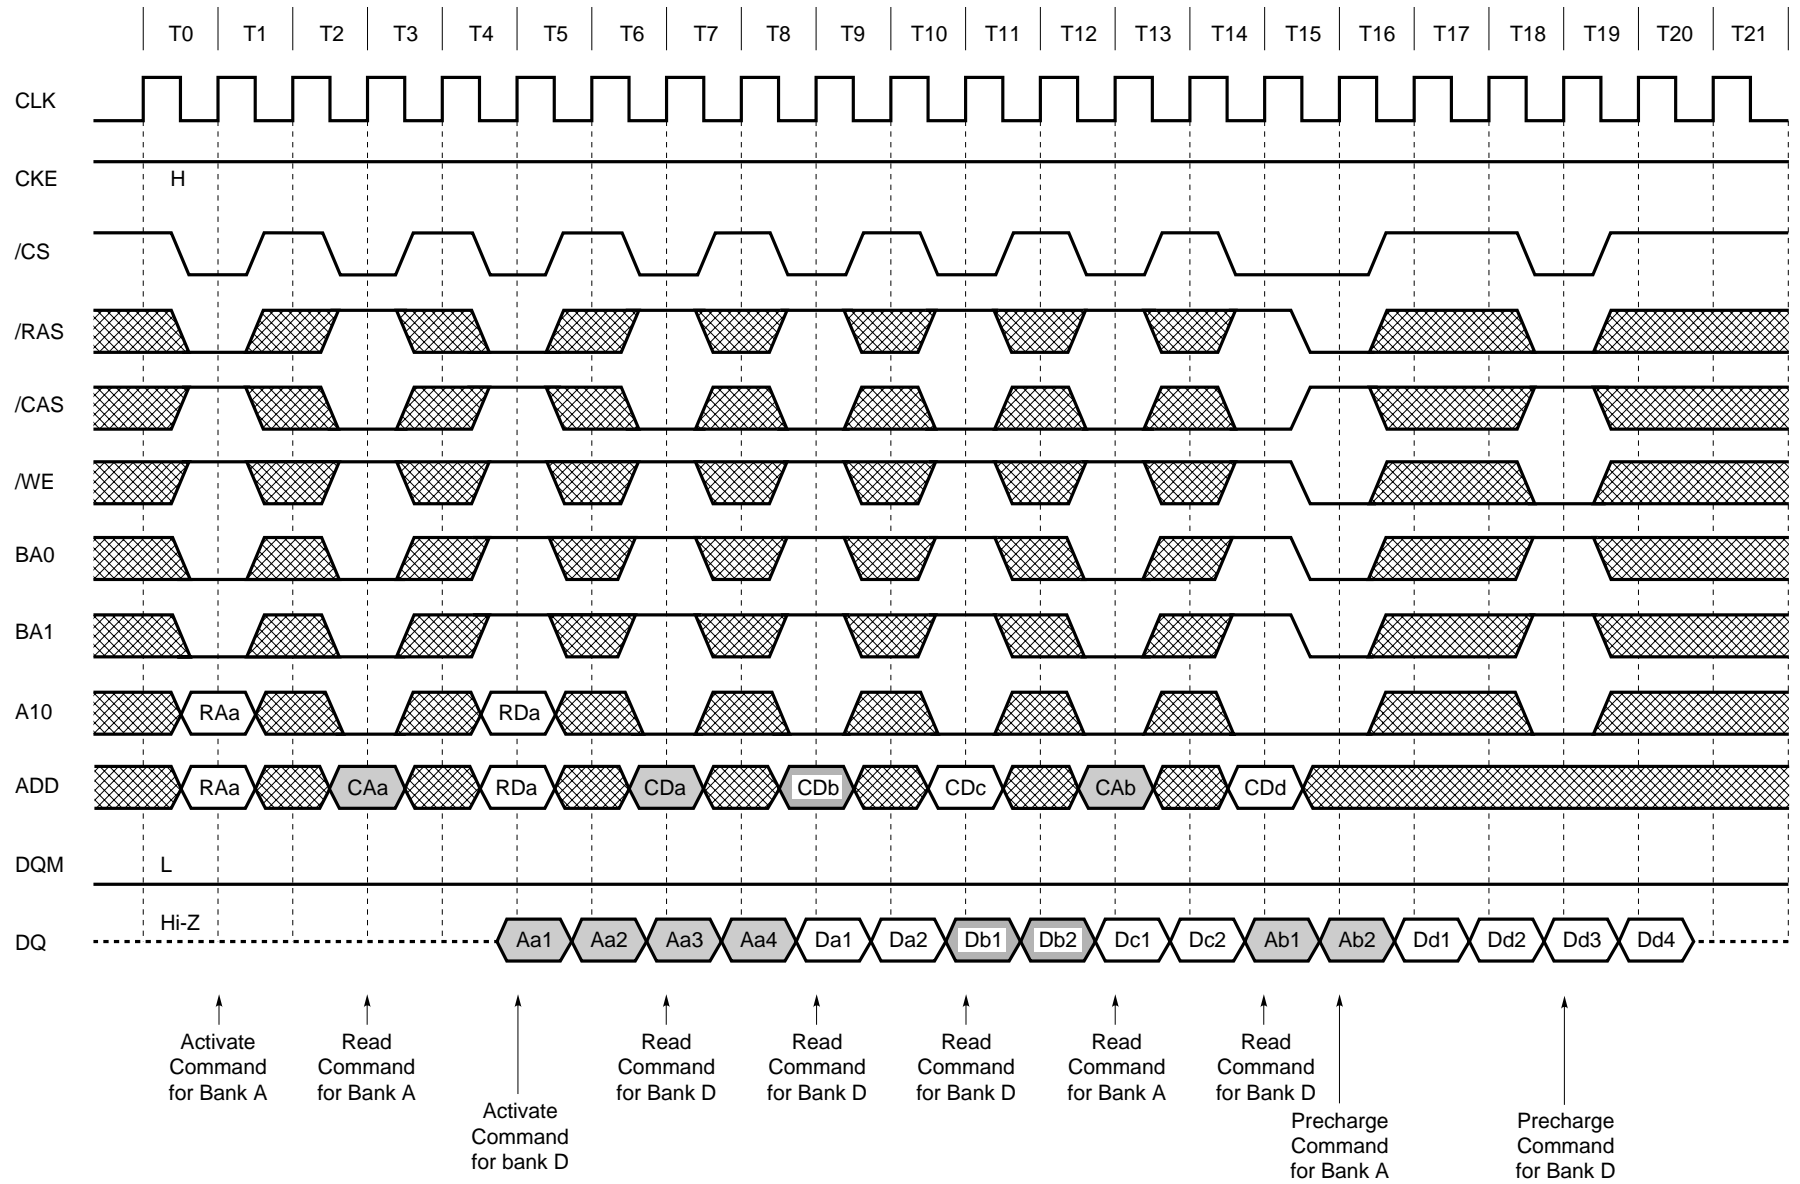 T0 T1 T2 T3 T4 T5 T6 T7 T8 T9 T10 T11 T12 T13 T14 T15 T16 T17 T18 T19 T20 T21
CLK
CKE H
/CS
/RAS
/CAS
/WE
BA0
BA1
A10 RAa RDa
ADD RAa CAa RDa CDa CDb CDc CAb CDd
DQM L
Hi-Z
DQ Aa1 Aa2 Aa3 Aa4 Da1 Da2 Db1 Db2 Dc1 Dc2 Ab1 Ab2 Dd1 Dd2 Dd3 Dd4
Activate
Command
for Bank A
Read
Command
for Bank A
Activate
Command
for bank D
Read
Command
for Bank D
Read
Command
for Bank D
Read
Command
for Bank D
Read
Command
for Bank A
Read
Command
for Bank D
Precharge
Command
for Bank A
Precharge
Command
for Bank D